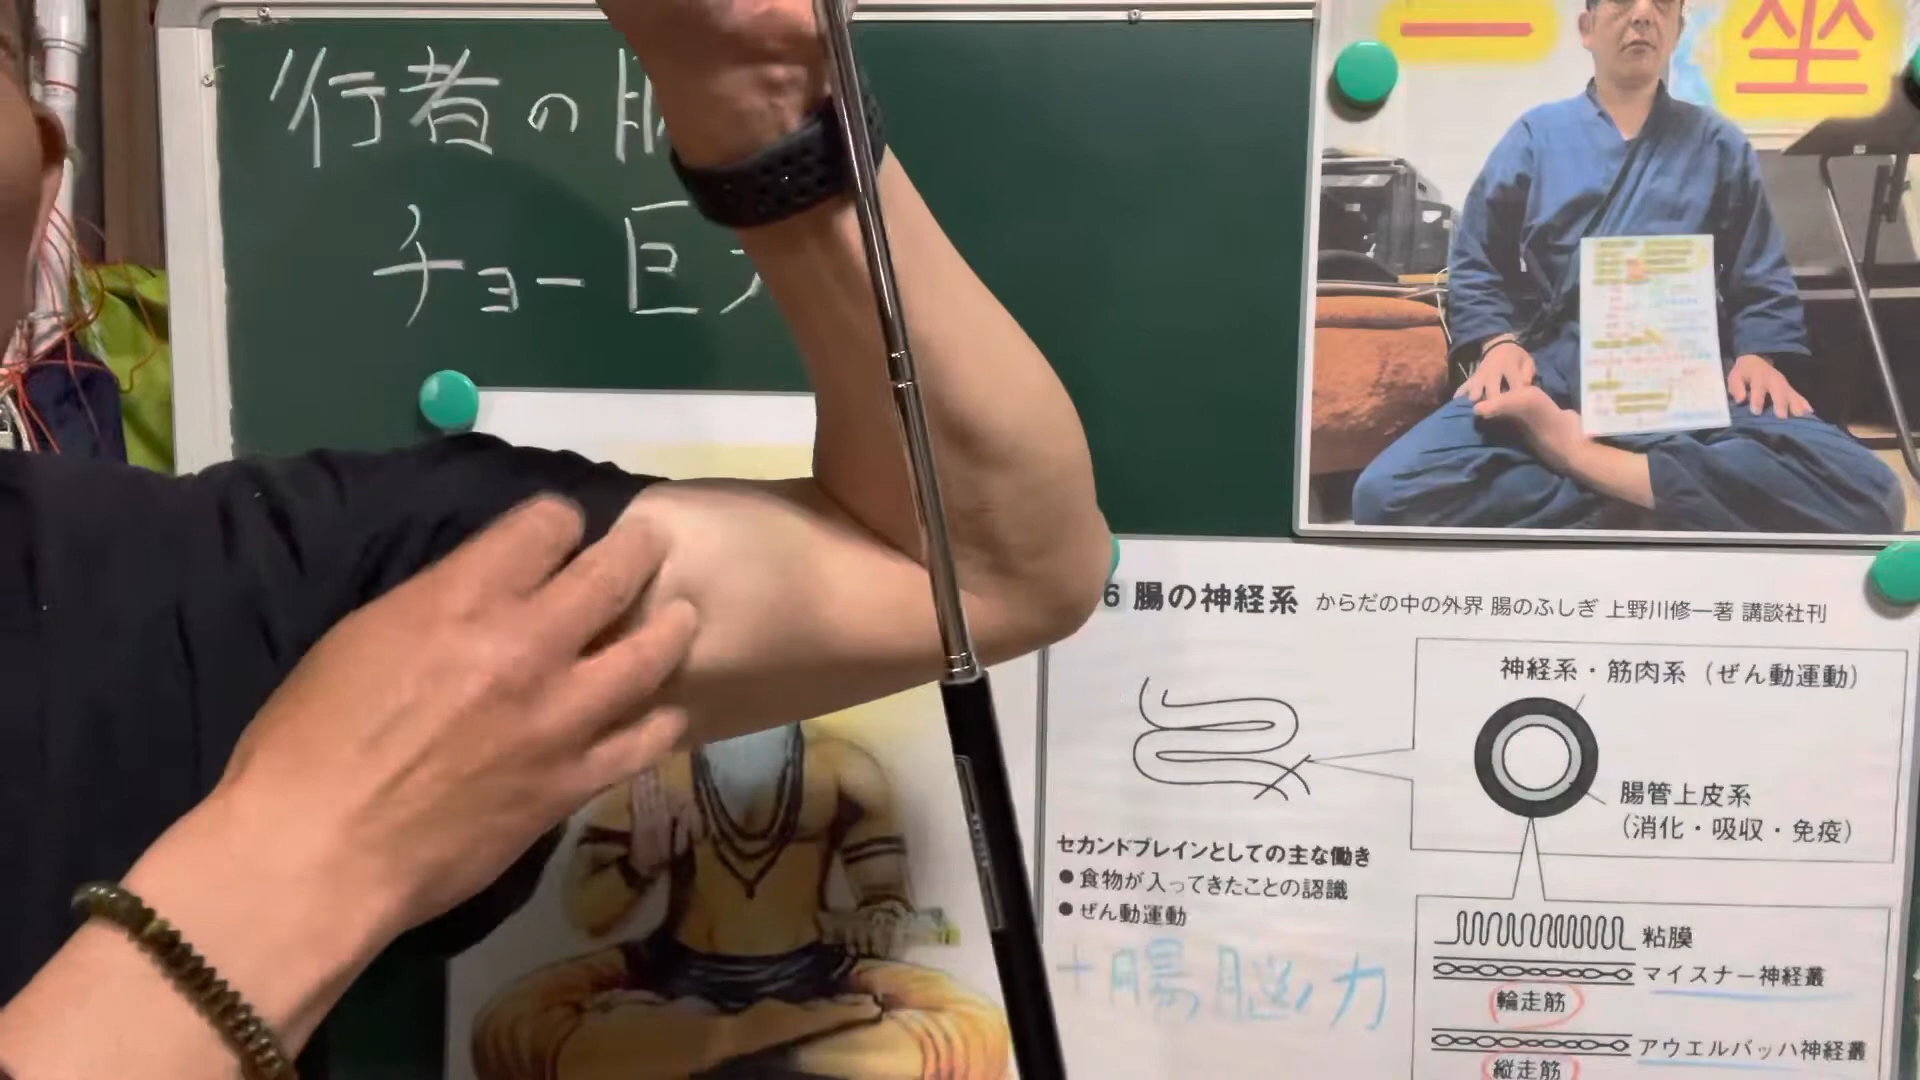 行者の
チョー巨
一 坐
6 腸の神経系 からだの中の外界 腸のふしぎ 上野川修一著 講談社刊
神経系・筋肉系（ぜん動運動）
腸管上皮系
（消化・吸収・免疫）
セカンドブレインとしての主な働き
●食物が入ってきたことの認識
●ぜん動運動
+腸脳力
粘膜
マイスナー神経叢
輪走筋
アウエルバッハ神経叢
縦走筋